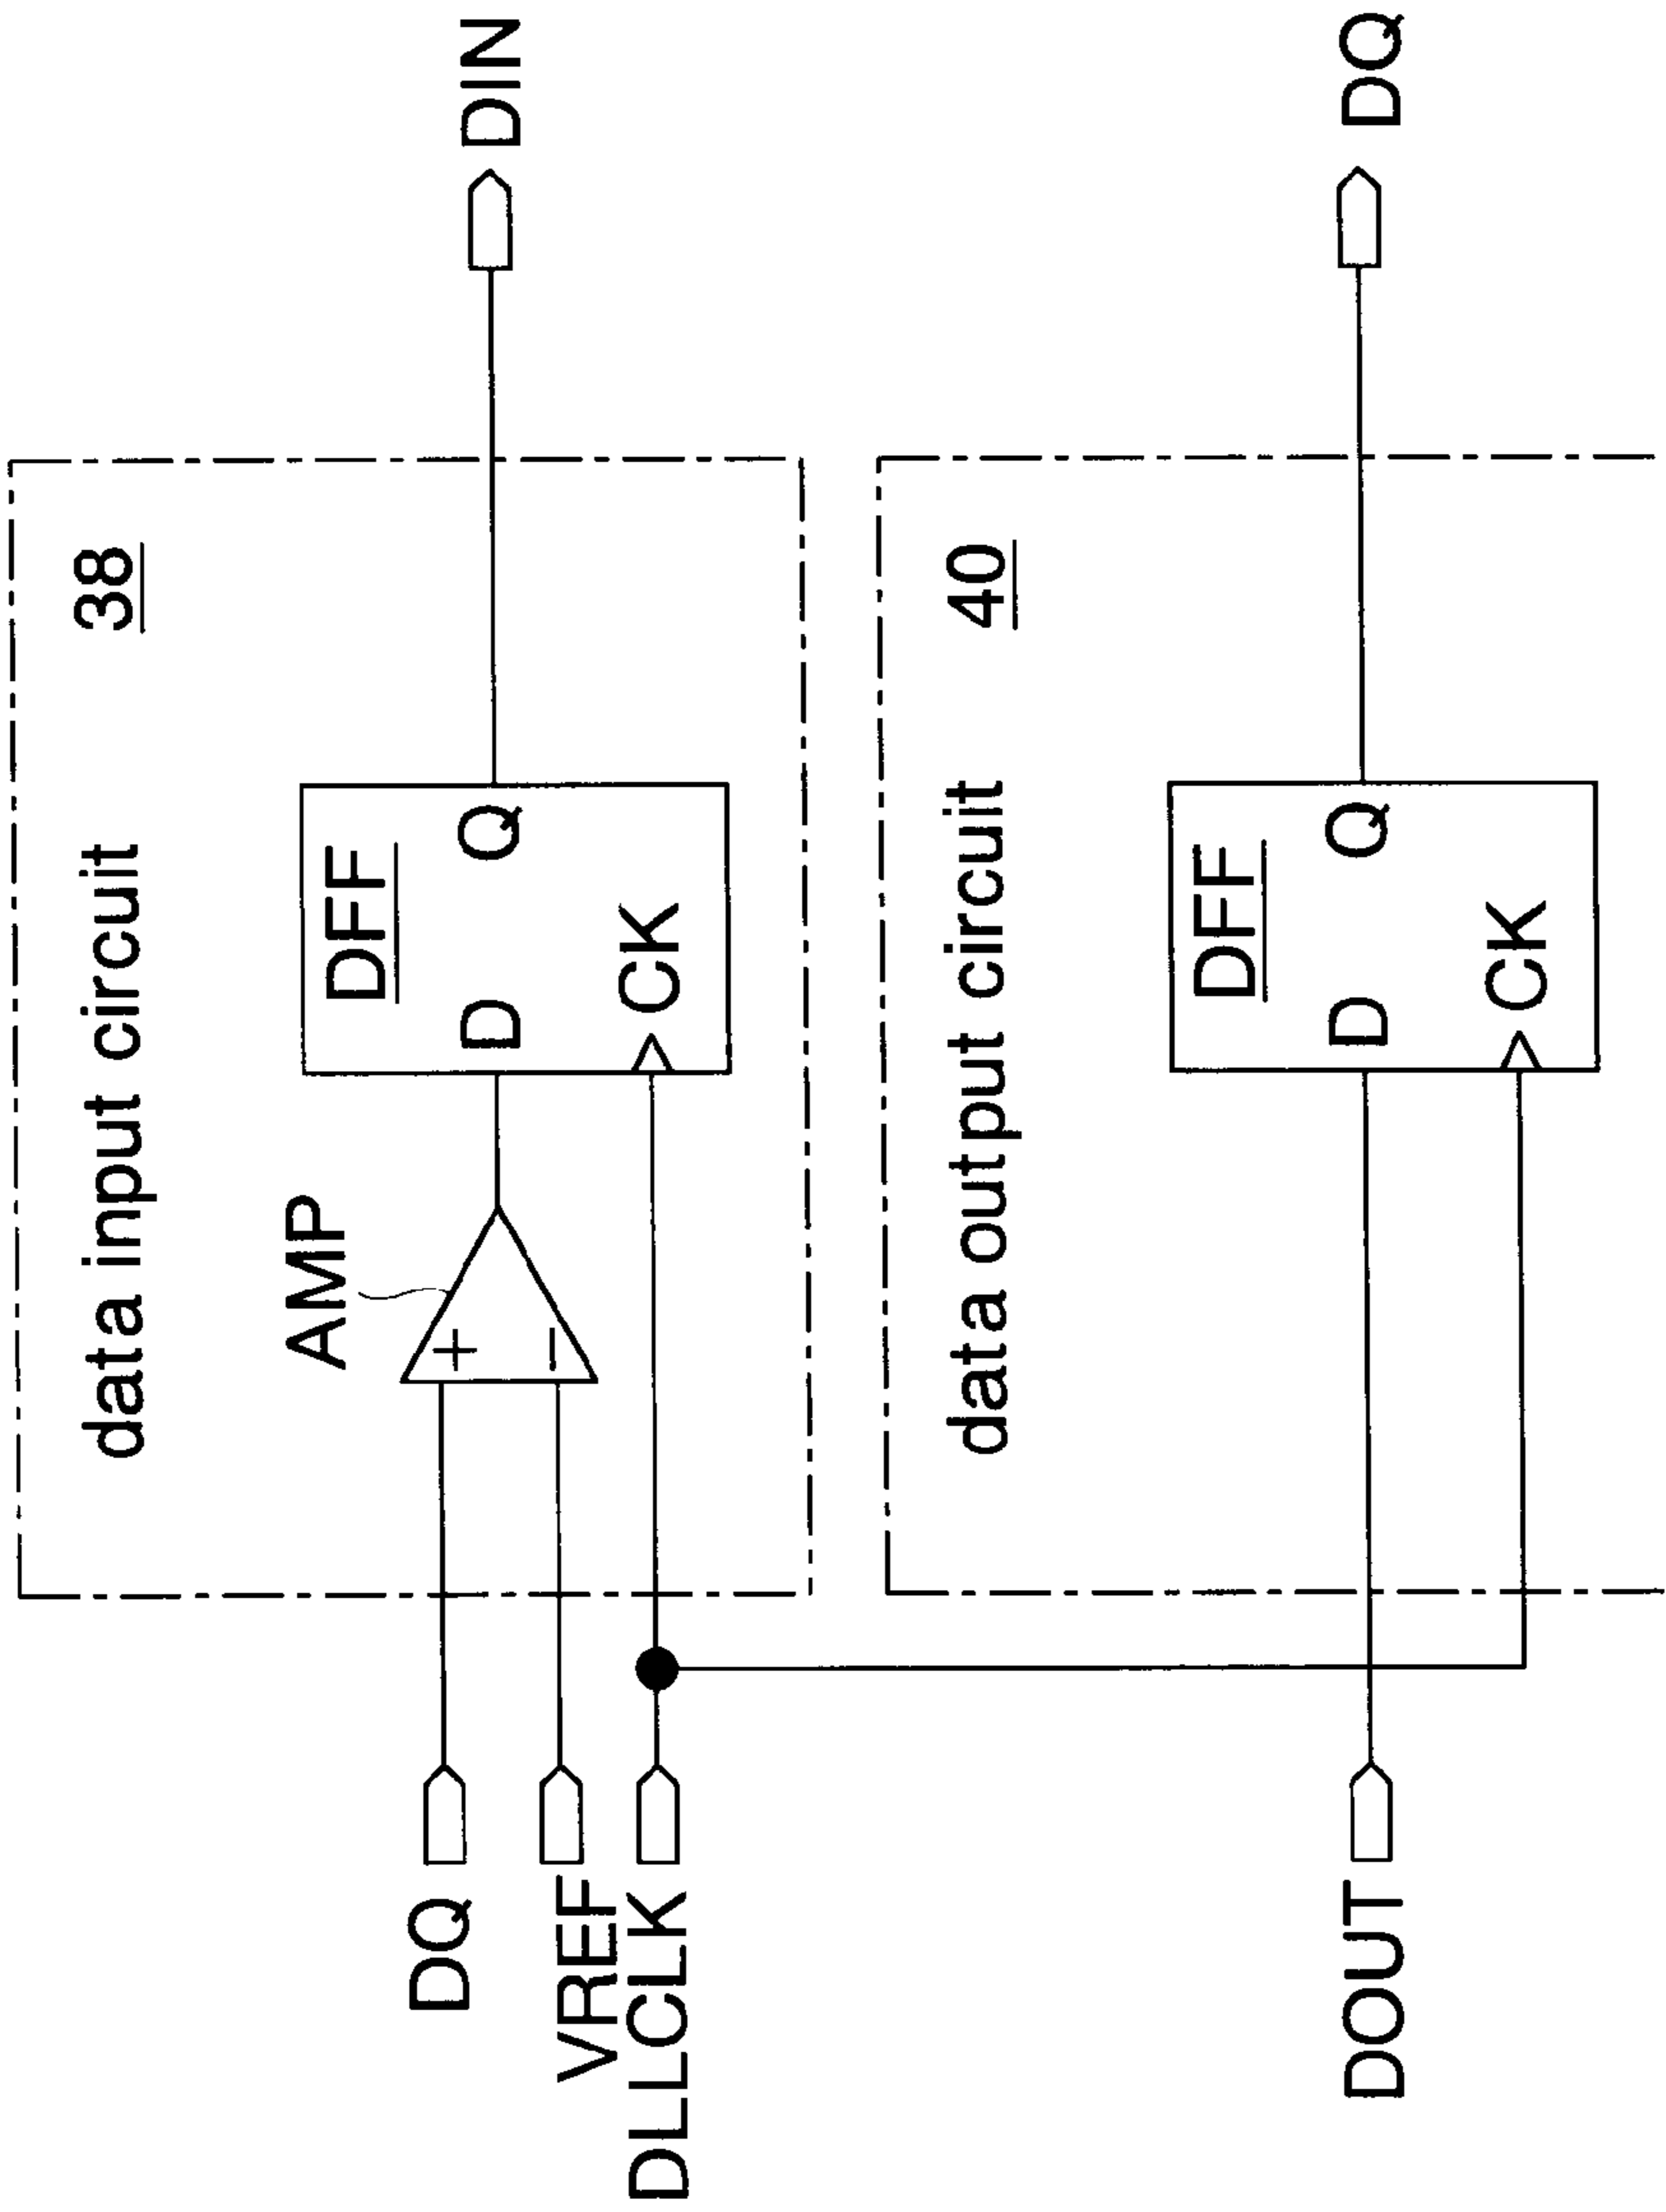 data input circuit 38
AMP
DFF
DQ
+
D Q
DIN
VREF
−
DLLCLK
CK
data output circuit 40
DFF
DOUT
D Q
DQ
CK